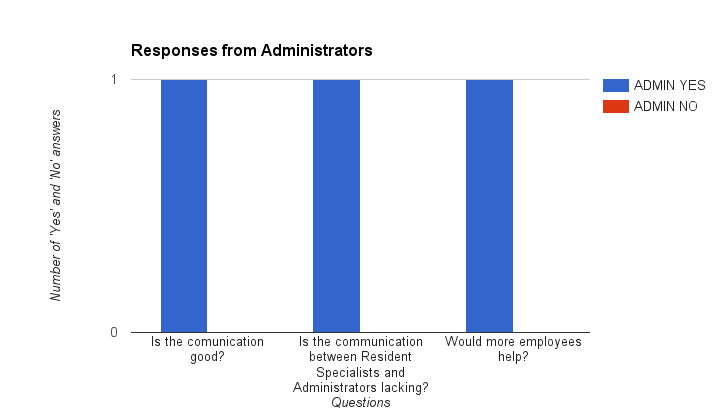 Responses from Administrators
ADMIN YES
ADMIN NO
Number of 'Yes' and 'No' answers
1
0
Is the comunication
good?
Is the communication
between Resident
Specialists and
Administrators lacking?
Would more employees
help?
Questions